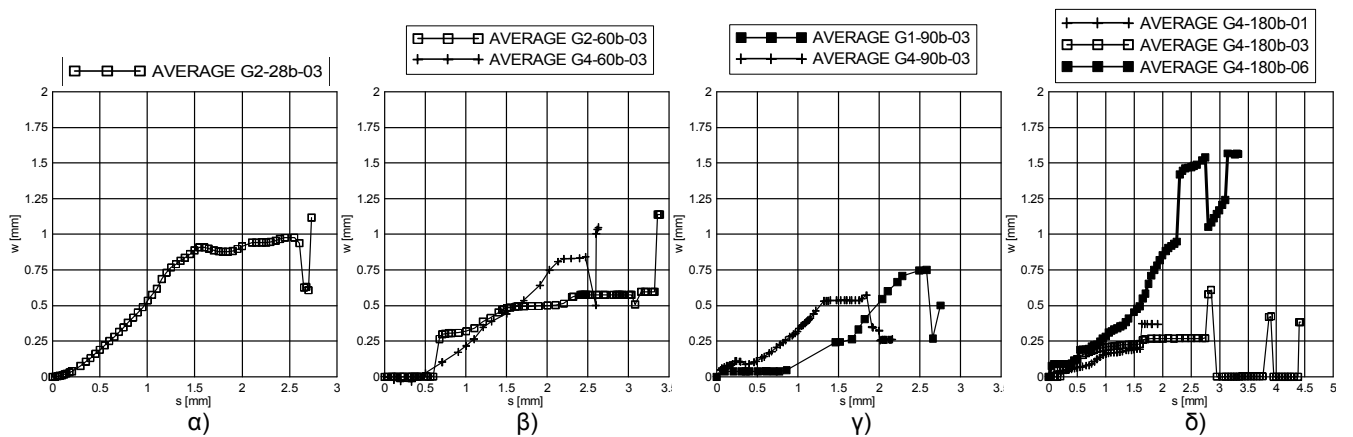 AVERAGE G2-28b-03
AVERAGE G2-60b-03
AVERAGE G4-60b-03
AVERAGE G1-90b-03
AVERAGE G4-90b-03
AVERAGE G4-180b-01
AVERAGE G4-180b-03
AVERAGE G4-180b-06
2
1.75
1.5
1.25
1
0.75
0.5
0.25
0
w [mm]
0 0.5 1 1.5 2 2.5 3
s [mm]
α)
2
1.75
1.5
1.25
1
0.75
0.5
0.25
0
w [mm]
0 0.5 1 1.5 2 2.5 3 3.5
s [mm]
β)
2
1.75
1.5
1.25
1
0.75
0.5
0.25
0
w [mm]
0 0.5 1 1.5 2 2.5 3 3.5
s [mm]
γ)
2
1.75
1.5
1.25
1
0.75
0.5
0.25
0
w [mm]
0 0.5 1 1.5 2 2.5 3 3.5 4 4.5 5
s [mm]
δ)